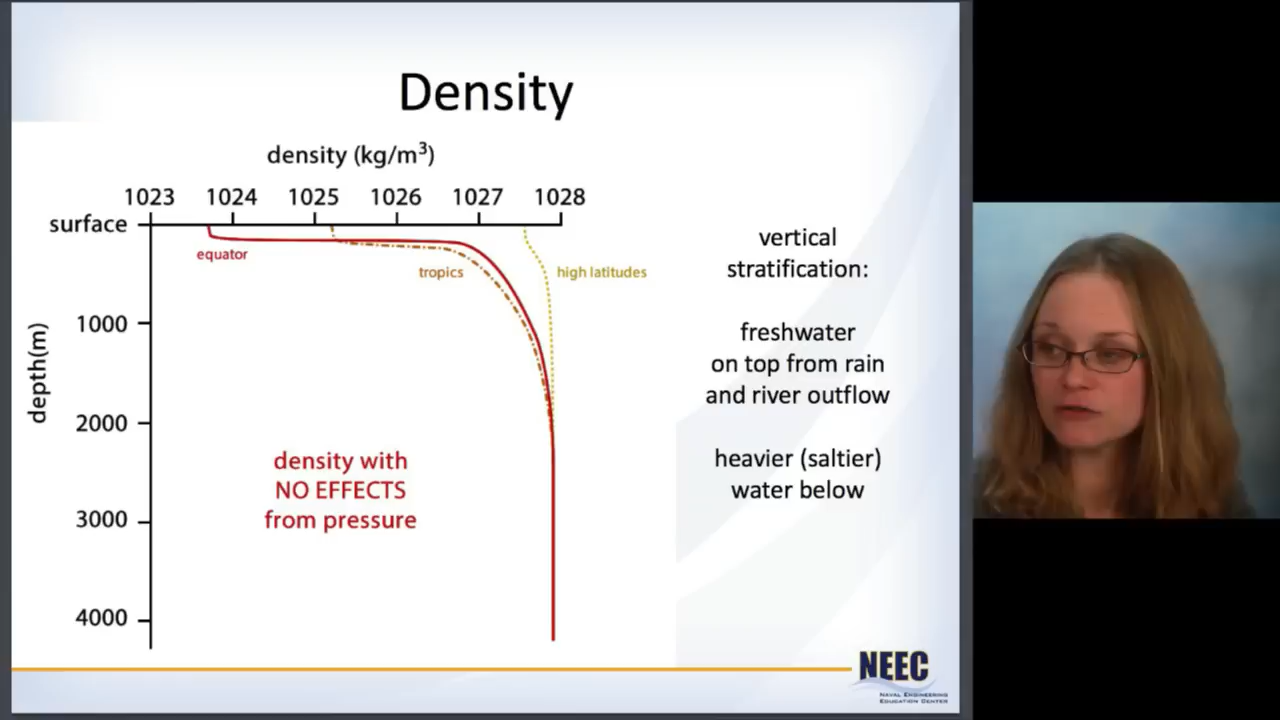 Density
density (kg/m³)
1023 1024 1025 1026 1027 1028
surface
equator
tropics
high latitudes
1000
2000
3000
4000
depth(m)
density with
NO EFFECTS
from pressure
vertical
stratification:
freshwater
on top from rain
and river outflow
heavier (saltier)
water below
NEEC
NAVAL ENGINEERING
EDUCATION CENTER